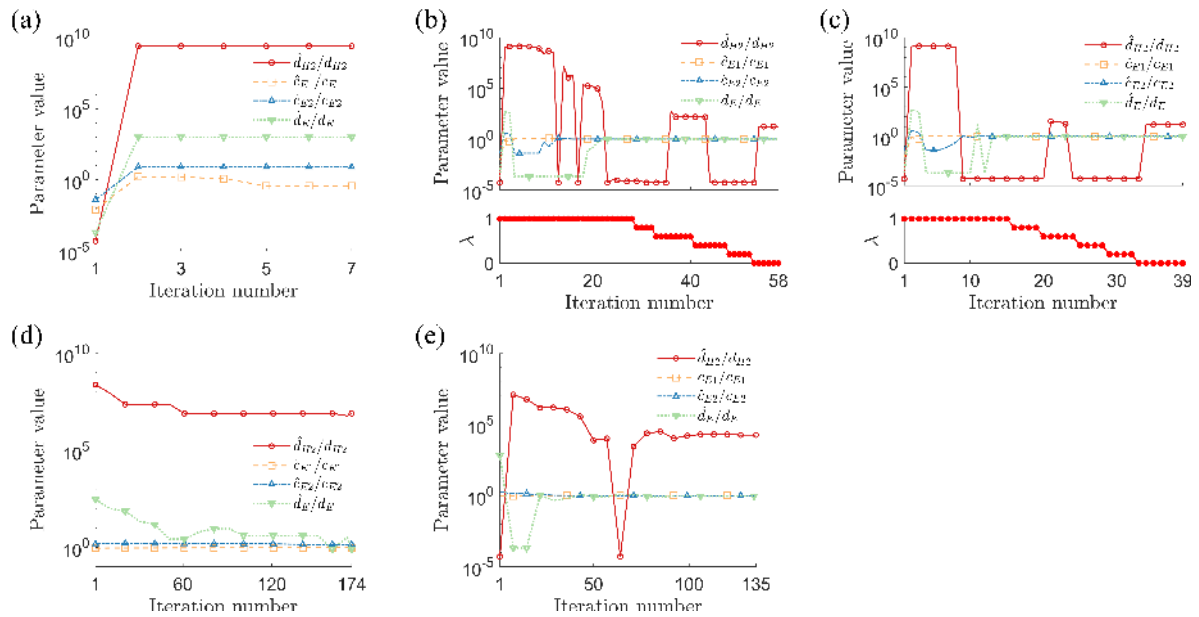 (a)
10^10
10^5
10^0
10^-5
Parameter value
d̂_H2/d_H2
ĉ_E2/c_E2
d̂_E/d_E
1
3
5
7
Iteration number
(b)
10^10
10^5
10^0
10^-5
Parameter value
d̂_H2/d_H2
ĉ_E1/c_E1
ĉ_E2/c_E2
d̂_E/d_E
1
0
λ
1
20
40
58
Iteration number
(c)
10^10
10^5
10^0
10^-5
Parameter value
d̂_H2/d_H2
ĉ_E1/c_E1
ĉ_E2/c_E2
d̂_E/d_E
1
0
λ
1
10
20
30
39
Iteration number
(d)
10^10
10^5
10^0
Parameter value
d̂_H2/d_H2
ĉ_E2/c_E2
d̂_E/d_E
1
60
120
174
Iteration number
(e)
10^10
10^5
10^0
10^-5
Parameter value
d̂_H2/d_H2
ĉ_E1/c_E1
ĉ_E2/c_E2
d̂_E/d_E
1
50
100
135
Iteration number